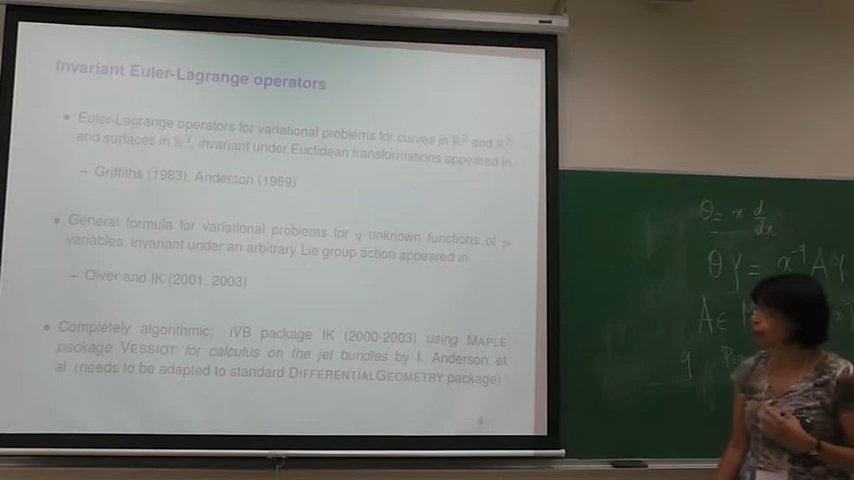 Invariant Euler-Lagrange operators
• Euler-Lagrange operators for variational problems for curves in ℝ² and ℝ³
and surfaces in ℝ³, invariant under Euclidean transformations appeared in
– Griffiths (1983), Anderson (1989)
• General formula for variational problems for q unknown functions of p
variables, invariant under an arbitrary Lie group action appeared in
– Olver and IK (2001, 2003)
• Completely algorithmic: iVB package IK (2000-2003) using MAPLE
package VESSIOT for calculus on the jet bundles by I. Anderson et
al (needs to be adapted to standard DIFFERENTIALGEOMETRY package)
θ = x d/dx
θY = x⁻q A Y
A ∈
q